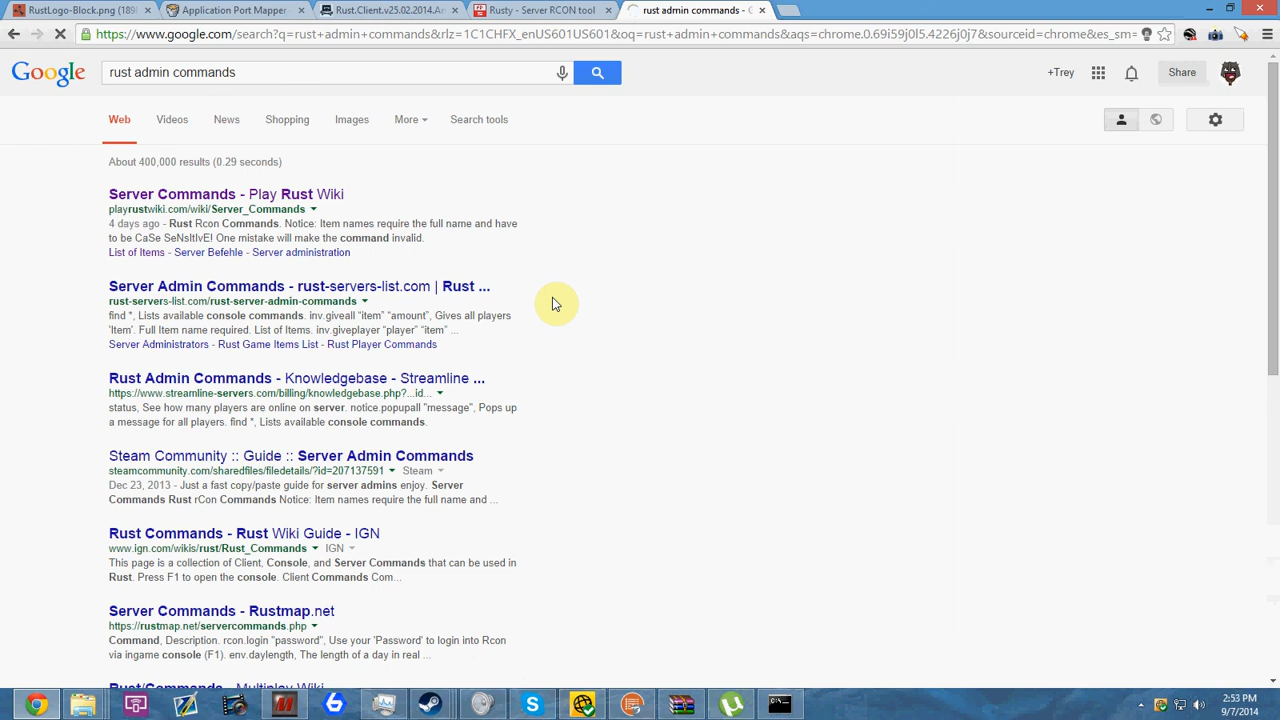 RustLogo-Block.png (189
Application Port Mapper
Rust.Client.v25.02.2014.An
Rusty - Server RCON tool
rust admin commands - G
https://www.google.com/search?q=rust+admin+commands&rlz=1C1CHFX_enUS601US601&oq=rust+admin+commands&aqs=chrome.0.69i59j0l5.4226j0j7&sourceid=chrome&es_sm=
Google
rust admin commands
+Trey
Share
Web
Videos
News
Shopping
Images
More
Search tools
About 400,000 results (0.29 seconds)
Server Commands - Play Rust Wiki
playrustwiki.com/wiki/Server_Commands
4 days ago - Rust Rcon Commands. Notice: Item names require the full name and have
to be CaSe SeNsItIvE! One mistake will make the command invalid.
List of Items - Server Befehle - Server administration
Server Admin Commands - rust-servers-list.com | Rust ...
rust-servers-list.com/rust-server-admin-commands
find *, Lists available console commands. inv.giveall “item” “amount”, Gives all players
'Item'. Full Item name required. List of Items. inv.giveplayer “player” “item” ...
Server Administrators - Rust Game Items List - Rust Player Commands
Rust Admin Commands - Knowledgebase - Streamline ...
https://www.streamline-servers.com/billing/knowledgebase.php?...id...
status, See how many players are online on server. notice.popupall "message", Pops up
a message for all players. find *, Lists available console commands.
Steam Community :: Guide :: Server Admin Commands
steamcommunity.com/sharedfiles/filedetails/?id=207137591
Steam
Dec 23, 2013 - Just a fast copy/paste guide for server admins enjoy. Server
Commands Rust rCon Commands Notice: Item names require the full name and ...
Rust Commands - Rust Wiki Guide - IGN
www.ign.com/wikis/rust/Rust_Commands
IGN
This page is a collection of Client, Console, and Server Commands that can be used in
Rust. Press F1 to open the console. Client Commands Com...
Server Commands - Rustmap.net
https://rustmap.net/servercommands.php
Command, Description. rcon.login "password", Use your 'Password' to login into Rcon
via ingame console (F1). env.daylength, The length of a day in real ...
Rust/Commands - Multiplay Wiki
2:53 PM
9/7/2014